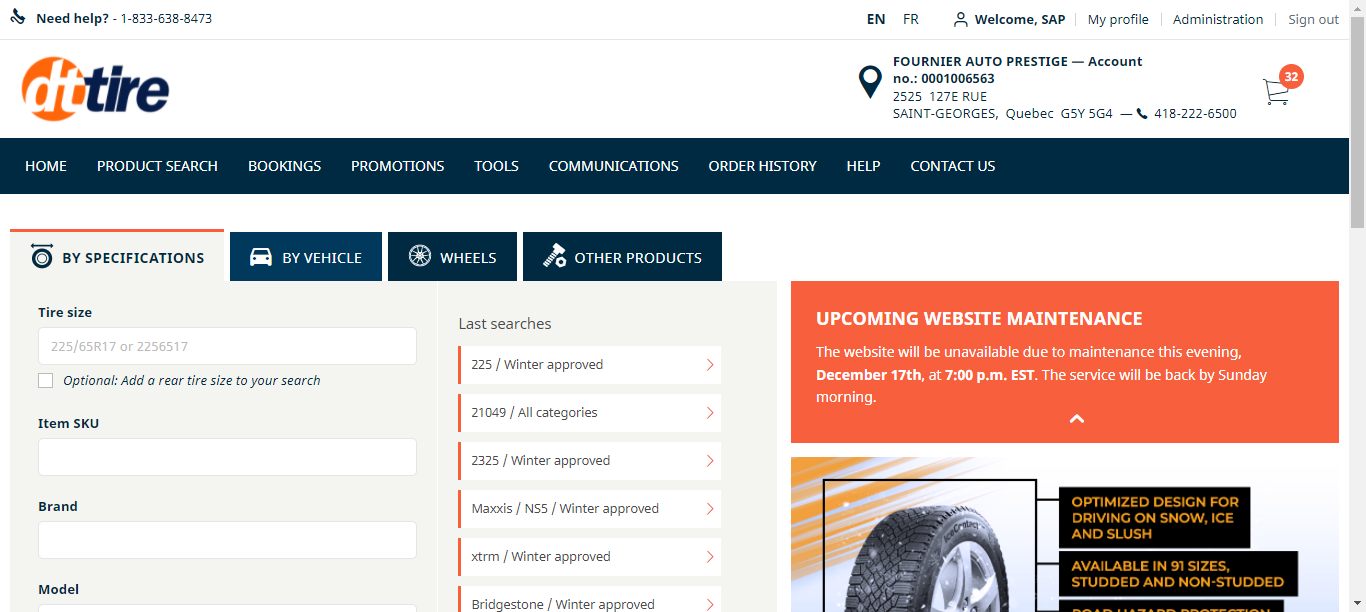 Need help? - 1-833-638-8473
EN FR Welcome, SAP My profile Administration Sign out
dttire
FOURNIER AUTO PRESTIGE — Account
no.: 0001006563
2525 127E RUE
SAINT-GEORGES, Quebec G5Y 5G4 — 418-222-6500
32
HOME PRODUCT SEARCH BOOKINGS PROMOTIONS TOOLS COMMUNICATIONS ORDER HISTORY HELP CONTACT US
BY SPECIFICATIONS BY VEHICLE WHEELS OTHER PRODUCTS
Tire size
225/65R17 or 2256517
Optional: Add a rear tire size to your search
Item SKU
Brand
Model
Last searches
225 / Winter approved
21049 / All categories
2325 / Winter approved
Maxxis / NS5 / Winter approved
xtrm / Winter approved
Bridgestone / Winter approved
UPCOMING WEBSITE MAINTENANCE
The website will be unavailable due to maintenance this evening,
December 17th, at 7:00 p.m. EST. The service will be back by Sunday
morning.
OPTIMIZED DESIGN FOR
DRIVING ON SNOW, ICE
AND SLUSH
AVAILABLE IN 91 SIZES,
STUDDED AND NON-STUDDED
ROAD HAZARD PROTECTION